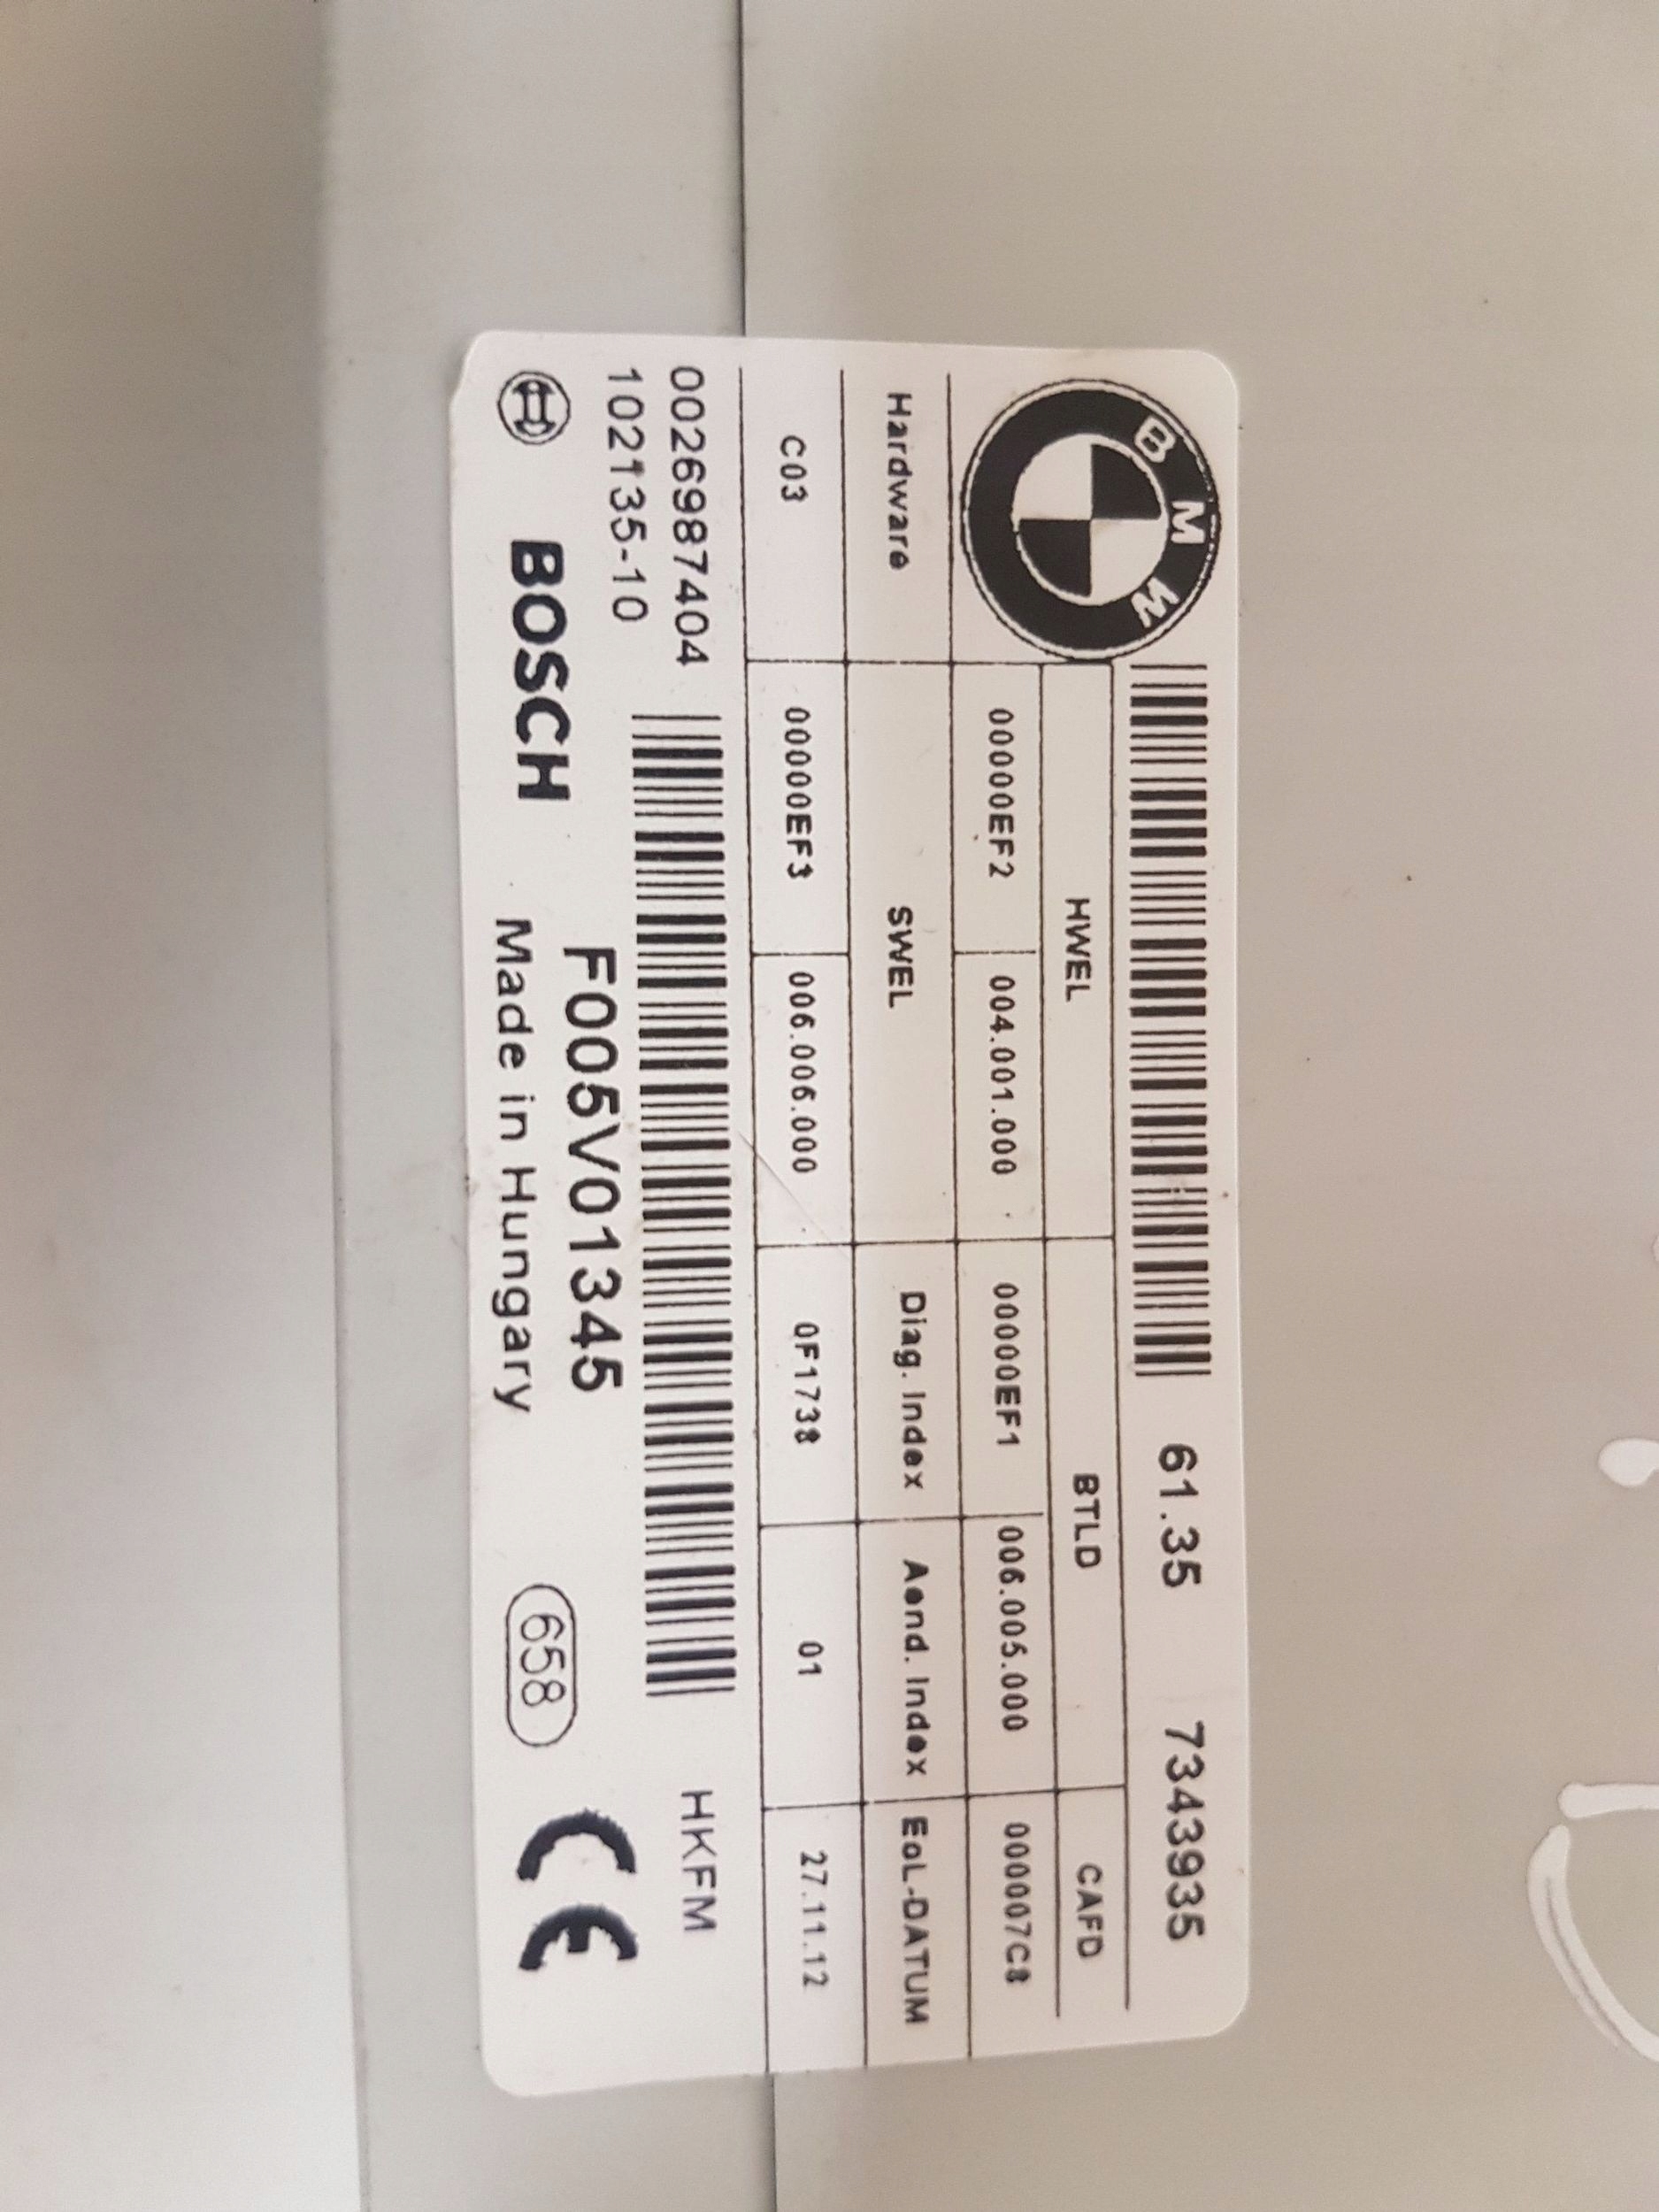 BMW 61.35 7343935
HWEL BTLD CAFD
00000EF2 004.001.000 00000EF1 006.005.000 000007C8
Hardware SWEL Diag. Index Aend. Index EoL-DATUM
C03 00000EF3 006.006.000 0F1738 01 27.11.12
0026987404 HKFM
102135-10
F005V01345
BOSCH Made in Hungary 658 CE